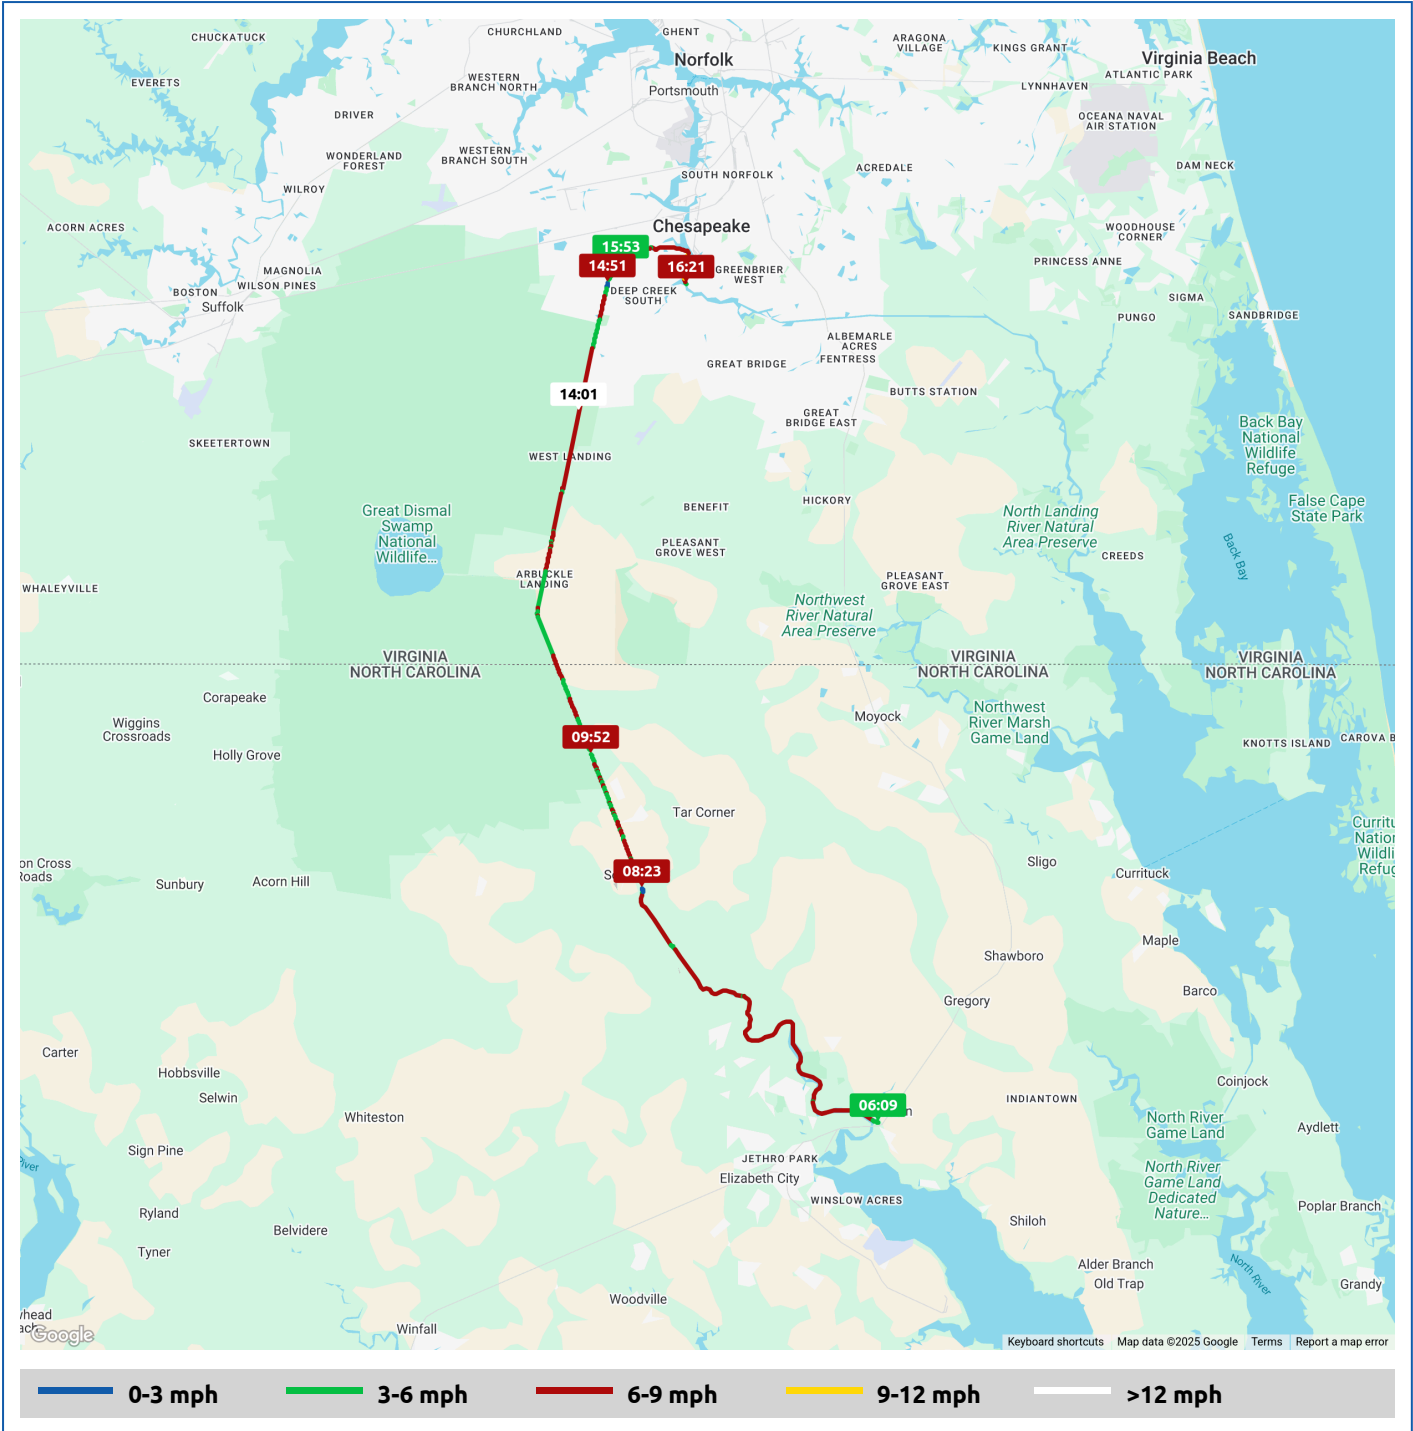 CHUCKATUCK
CHURCHLAND
GHENT
ARAGONA
VILLAGE
KINGS GRANT
Virginia Beach
Norfolk
ATLANTIC PARK
EVERETS
WESTERN
BRANCH NORTH
Portsmouth
LYNNHAVEN
DRIVER
OCEANA NAVAL
AIR STATION
WONDERLAND
FOREST
WESTERN
BRANCH SOUTH
ACREDALE
DAM NECK
SOUTH NORFOLK
WILROY
ACORN ACRES
Chesapeake
WOODHOUSE
CORNER
15:53
14:51
16:21
GREENBRIER
WEST
PRINCESS ANNE
MAGNOLIA
WILSON PINES
BOSTON
Suffolk
DEEP CREEK
SOUTH
SIGMA
PUNGO
SANDBRIDGE
ALBEMARLE
ACRES
FENTRESS
GREAT BRIDGE
14:01
BUTTS STATION
GREAT
BRIDGE EAST
SKEETERTOWN
WEST LANDING
Back Bay
National
Wildlife
Refuge
HICKORY
BENEFIT
False Cape
State Park
Great Dismal
Swamp
National
Wildlife...
North Landing
River Natural
Area Preserve
PLEASANT
GROVE WEST
CREEDS
Back Bay
WHALEYVILLE
ARBUCKLE
LANDING
PLEASANT
GROVE EAST
Northwest
River Natural
Area Preserve
VIRGINIA
NORTH CAROLINA
VIRGINIA
NORTH CAROLINA
VIRGINIA
NORTH CAROLINA
Corapeake
Wiggins
Crossroads
Moyock
Northwest
River Marsh
Game Land
09:52
Holly Grove
KNOTTS ISLAND
CAROVA B
Tar Corner
Curritu
Nation
Wildli
Refug
on Cross
Roads
Sligo
Currituck
08:23
S
Sunbury
Acorn Hill
Maple
Shawboro
Barco
Gregory
Carter
Hobbsville
Selwin
Coinjock
INDIANTOWN
06:09
n
Whiteston
North River
Game Land
Aydlett
Sign Pine
River
JETHRO PARK
Elizabeth City
North River
Game Land
Dedicated
Nature...
WINSLOW ACRES
Poplar Branch
Ryland
Shiloh
Belvidere
Tyner
Alder Branch
North River
Old Trap
Grandy
Woodville
whead
ach
Google
Winfall
Keyboard shortcuts
Map data ©2025 Google
Terms
Report a map error
0-3 mph
3-6 mph
6-9 mph
9-12 mph
>12 mph